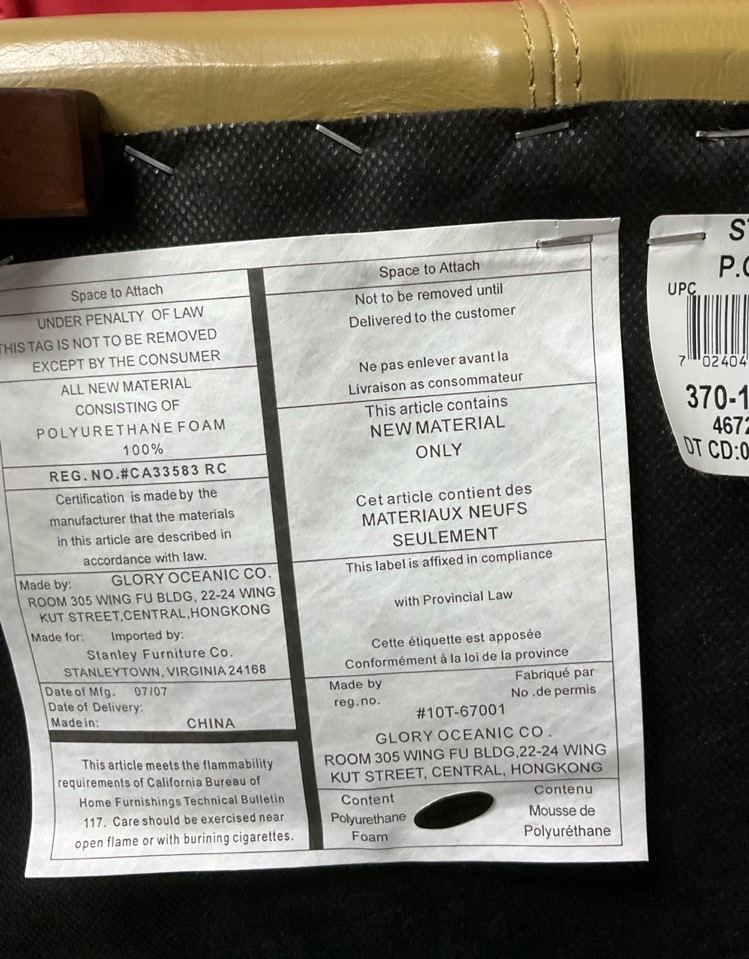 Space to Attach
UNDER PENALTY OF LAW
THIS TAG IS NOT TO BE REMOVED
EXCEPT BY THE CONSUMER
ALL NEW MATERIAL
CONSISTING OF
POLYURETHANE FOAM
100%
REG. NO.#CA33583 RC
Certification is made by the
manufacturer that the materials
in this article are described in
accordance with law.
Made by: GLORY OCEANIC CO.
ROOM 305 WING FU BLDG, 22-24 WING
KUT STREET,CENTRAL,HONGKONG
Made for: Imported by:
Stanley Furniture Co.
STANLEYTOWN, VIRGINIA 24168
Date of Mfg. 07/07
Date of Delivery:
Made in: CHINA
This article meets the flammability
requirements of California Bureau of
Home Furnishings Technical Bulletin
117. Care should be exercised near
open flame or with burining cigarettes.
Space to Attach
Not to be removed until
Delivered to the customer
Ne pas enlever avant la
Livraison as consommateur
This article contains
NEW MATERIAL
ONLY
Cet article contient des
MATERIAUX NEUFS
SEULEMENT
This label is affixed in compliance
with Provincial Law
Cette étiquette est apposée
Conformément à la loi de la province
Made by Fabriqué par
reg.no. No .de permis
#10T-67001
GLORY OCEANIC CO .
ROOM 305 WING FU BLDG,22-24 WING
KUT STREET, CENTRAL, HONGKONG
Content Contenu
Polyurethane Mousse de
Foam Polyuréthane
UPC
7 02404
370-1
467
DT CD:0